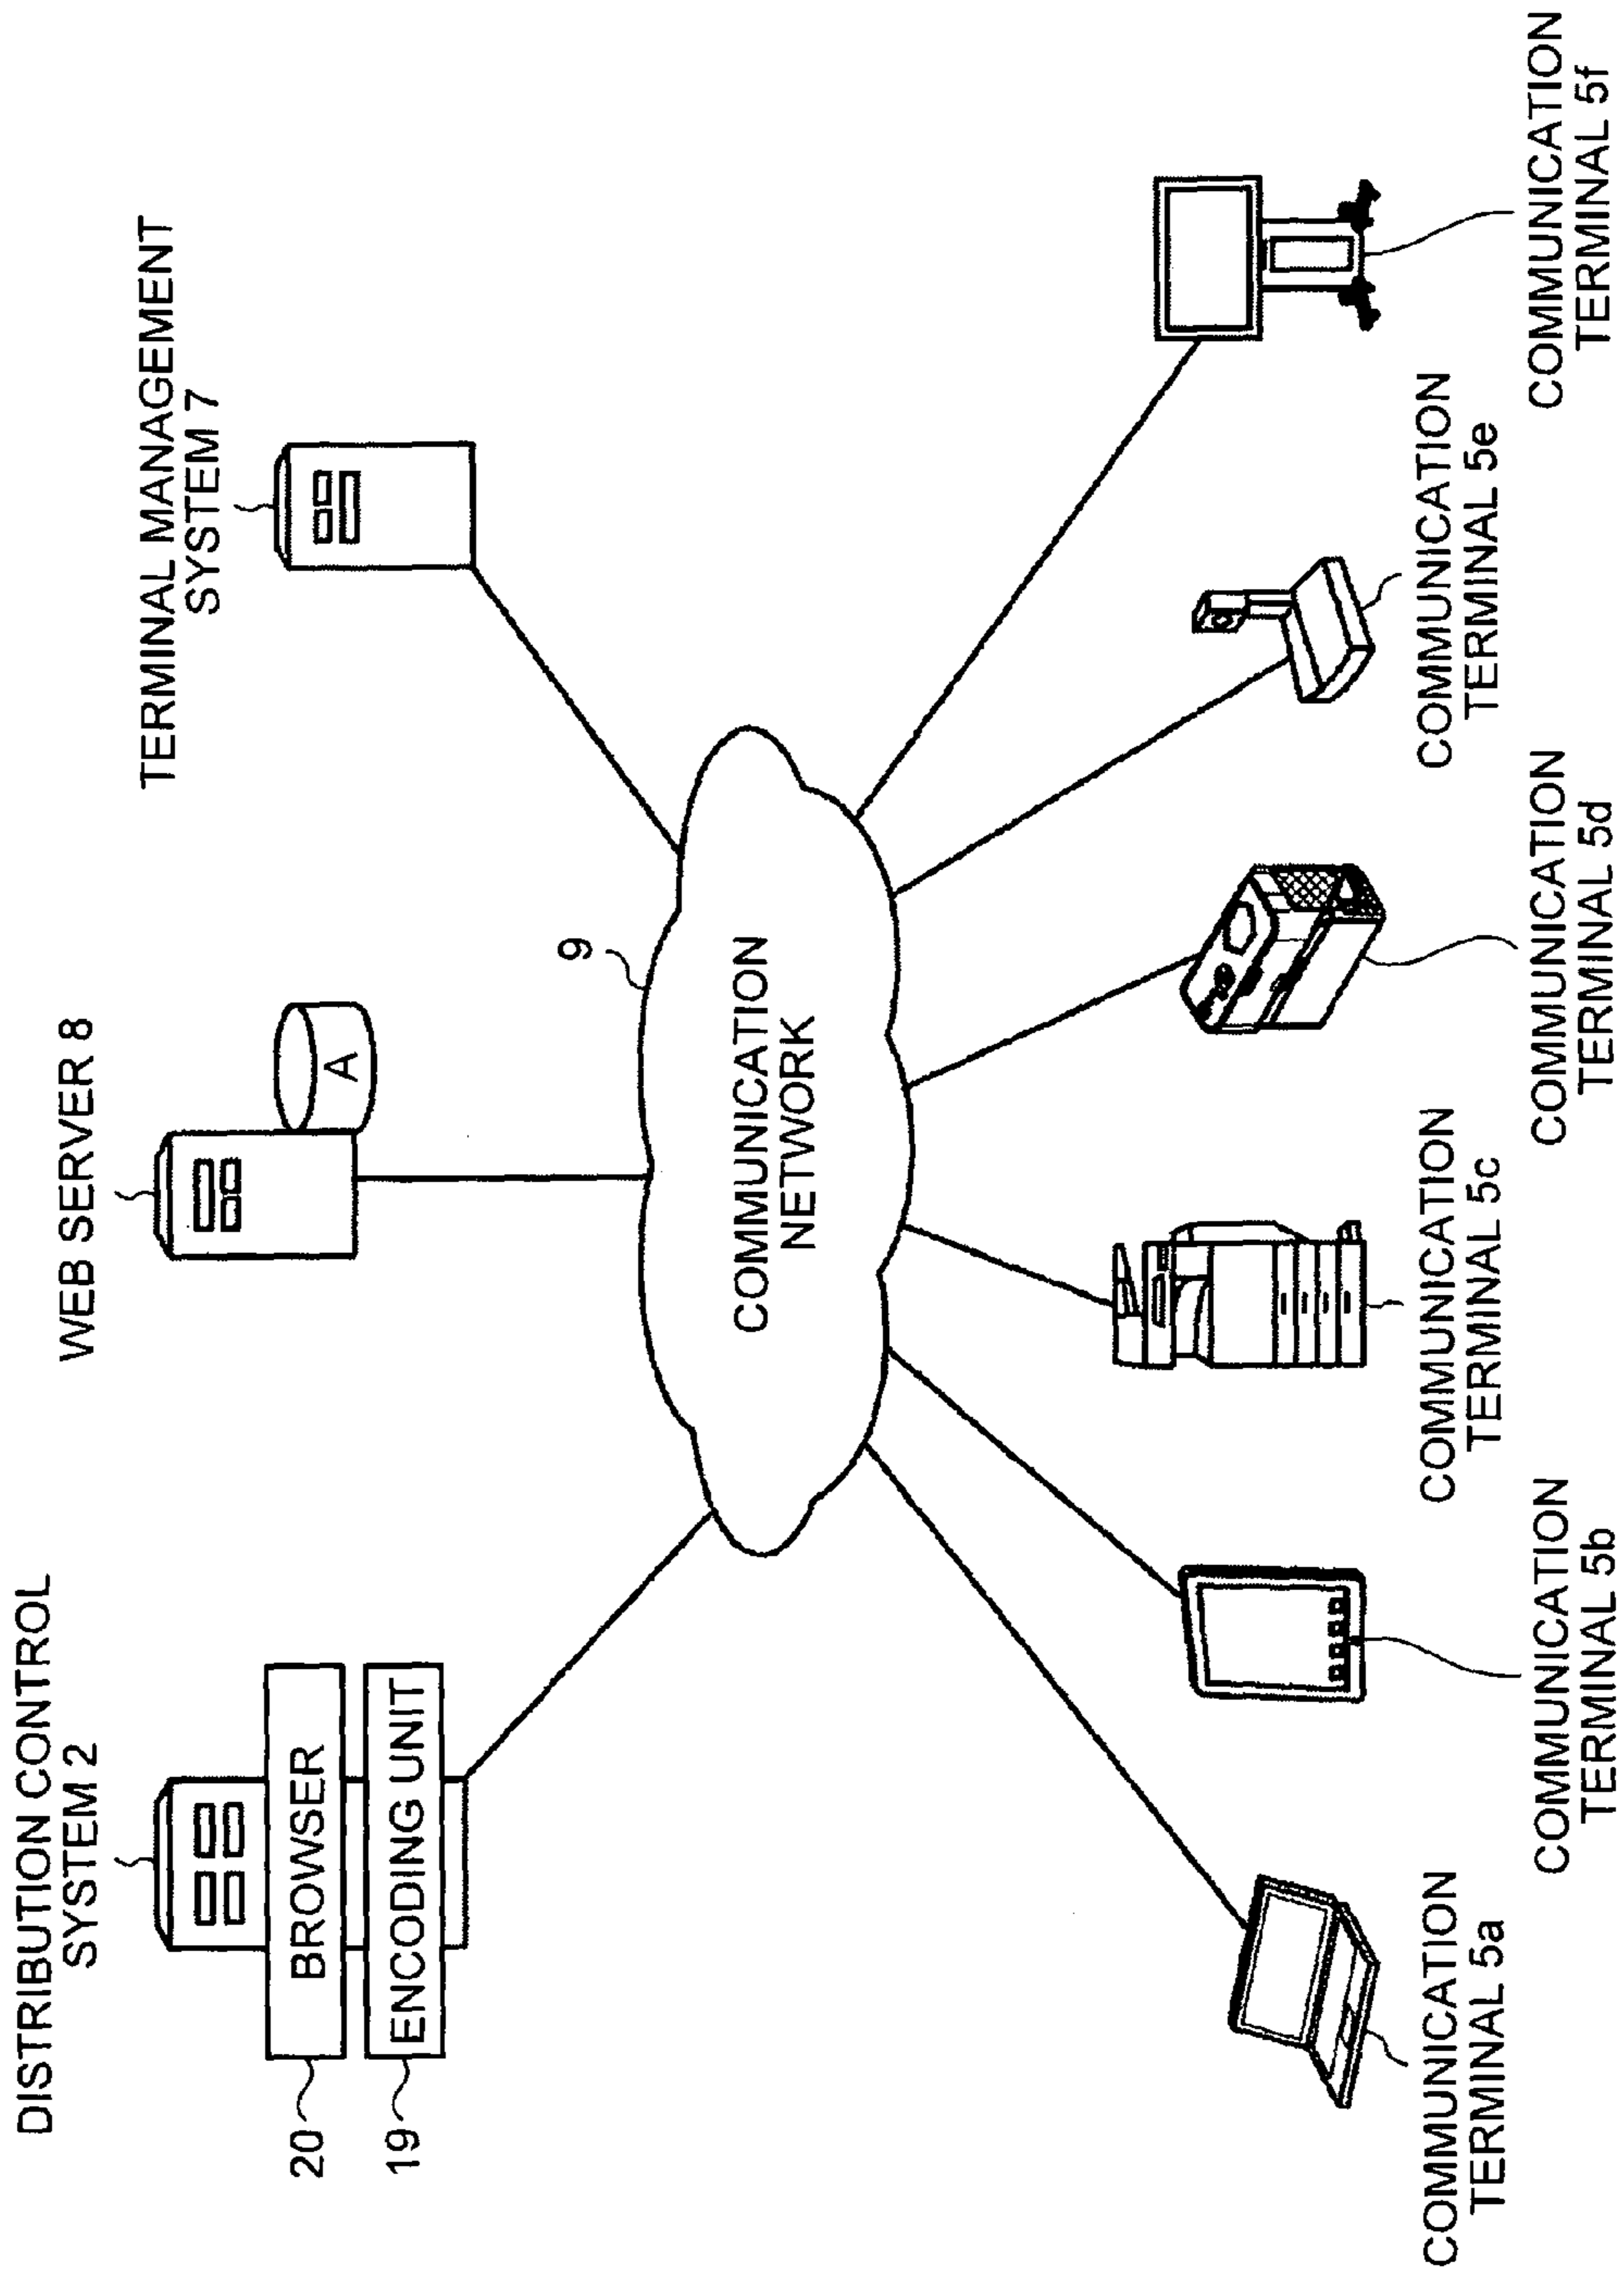 DISTRIBUTION CONTROL
SYSTEM 2
20
BROWSER
19
ENCODING UNIT
WEB SERVER 8
A
TERMINAL MANAGEMENT
SYSTEM 7
9
COMMUNICATION
NETWORK
COMMUNICATION
TERMINAL 5a
COMMUNICATION
TERMINAL 5b
COMMUNICATION
TERMINAL 5c
COMMUNICATION
TERMINAL 5d
COMMUNICATION
TERMINAL 5e
COMMUNICATION
TERMINAL 5f